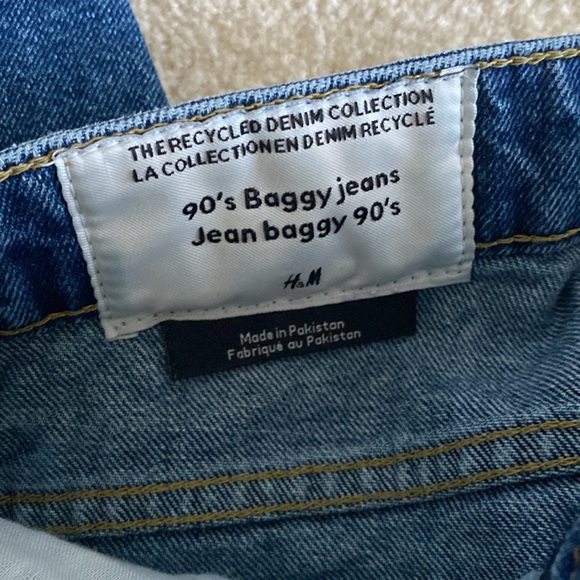 THE RECYCLED DENIM COLLECTION
LA COLLECTION EN DENIM RECYCLÉ
90's Baggy jeans
Jean baggy 90's
H&M
Made in Pakistan
Fabriqué au Pakistan